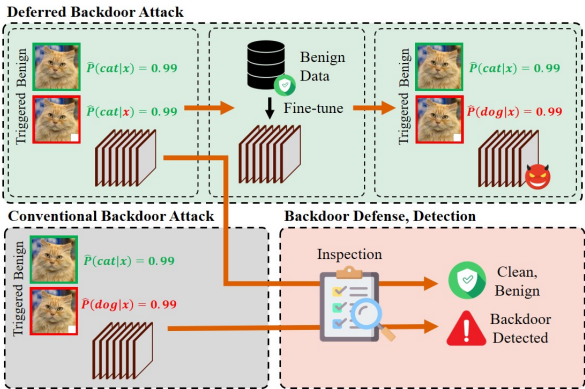 Deferred Backdoor Attack
Triggered Benign
P̂(cat|x) = 0.99
P̂(cat|x) = 0.99
Benign
Data
Fine-tune
Triggered Benign
P̂(cat|x) = 0.99
P̂(dog|x) = 0.99
Conventional Backdoor Attack
Triggered Benign
P̂(cat|x) = 0.99
P̂(dog|x) = 0.99
Backdoor Defense, Detection
Inspection
Clean,
Benign
Backdoor
Detected